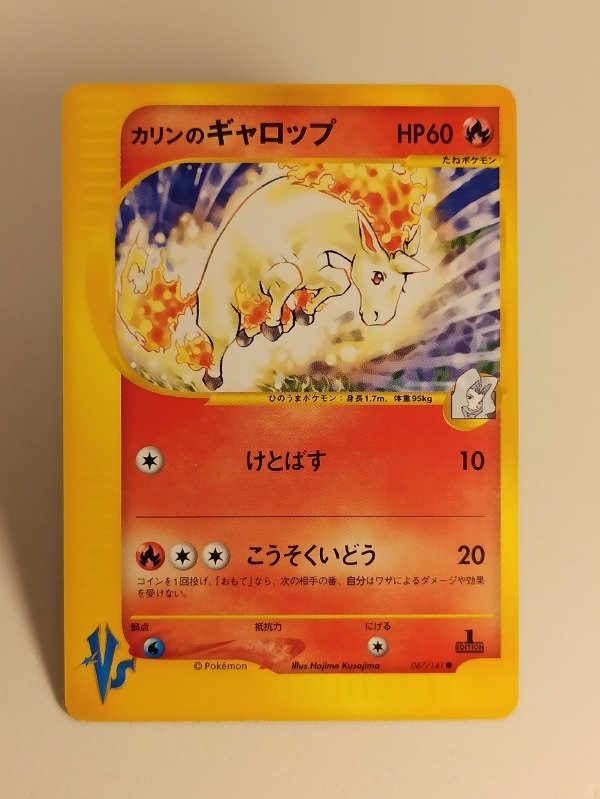 カリンのギャロップ HP60
たねポケモン
ひのうまポケモン：身長1.7m、体重95kg
けとばす 10
こうそくいどう 20
コインを1回投げ、「おもて」なら、次の相手の番、自分はワザによるダメージや効果
を受けない。
弱点 抵抗力 にげる
1
EDITION
VS
© Pokémon Illus.Hajime Kusajima 087/141